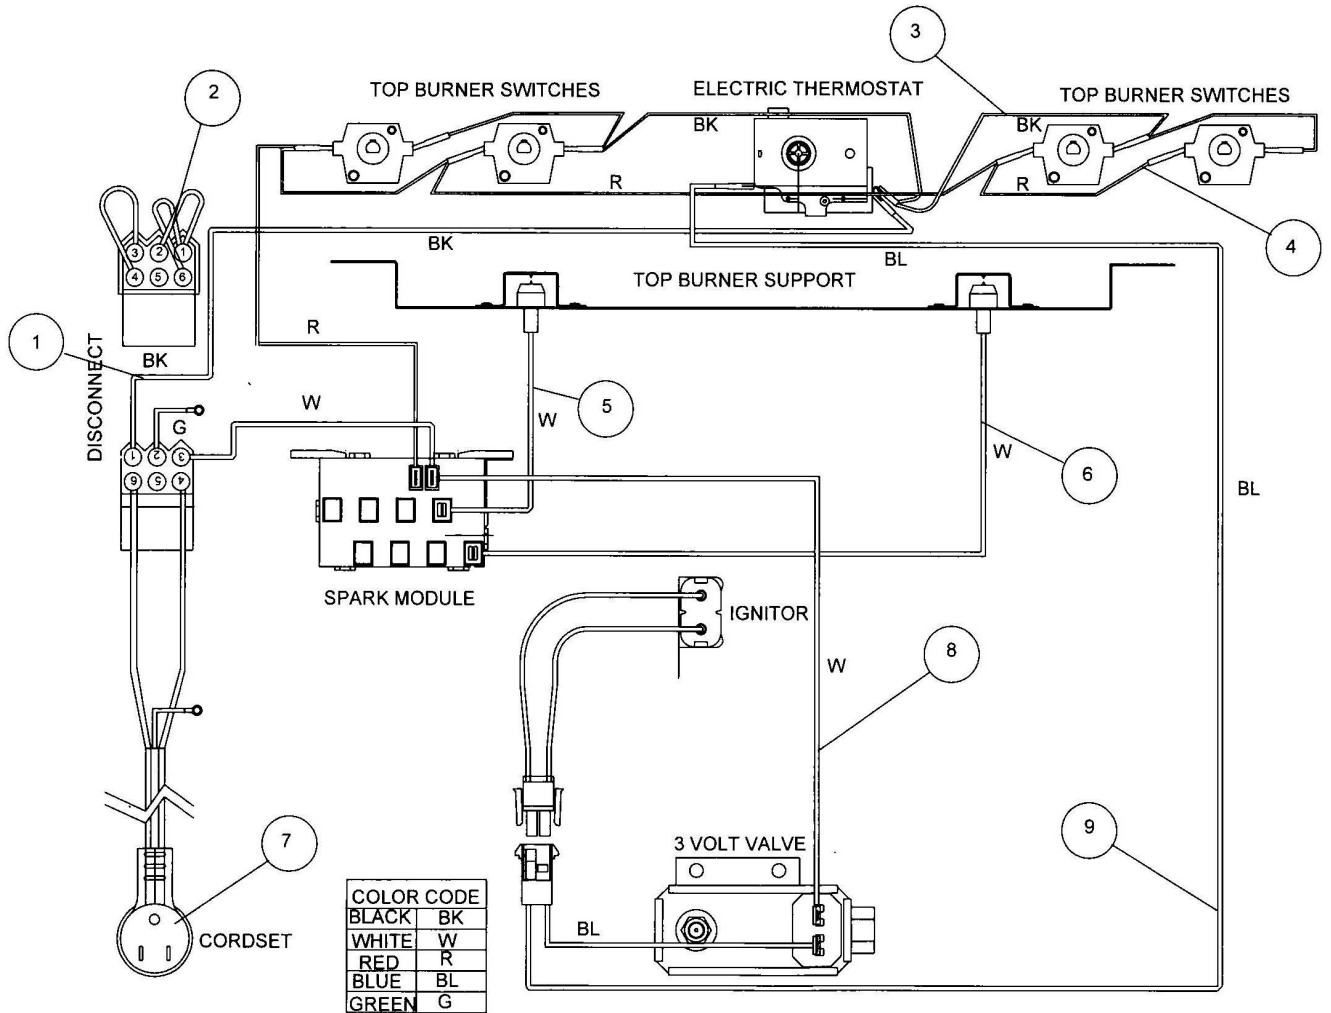 3
2
TOP BURNER SWITCHES
ELECTRIC THERMOSTAT
TOP BURNER SWITCHES
BK
BK
R
R
4
3 2 1
4 5 6
BK
BL
TOP BURNER SUPPORT
1
BK
R
DISCONNECT
W
G
5
W
W
6
1 2 3
6 5 4
BL
SPARK MODULE
IGNITOR
8
W
7
3 VOLT VALVE
9
CORDSET
BL
COLOR CODE
BLACK BK
WHITE W
RED R
BLUE BL
GREEN G